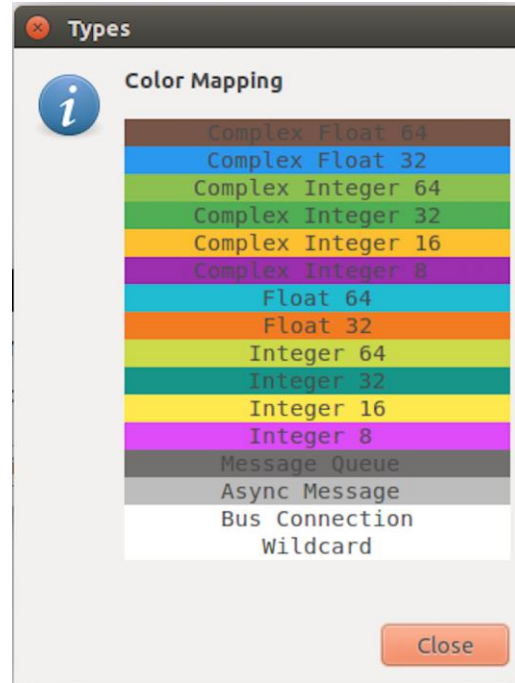 Types
Color Mapping
Complex Float 64
Complex Float 32
Complex Integer 64
Complex Integer 32
Complex Integer 16
Complex Integer 8
Float 64
Float 32
Integer 64
Integer 32
Integer 16
Integer 8
Message Queue
Async Message
Bus Connection
Wildcard
Close